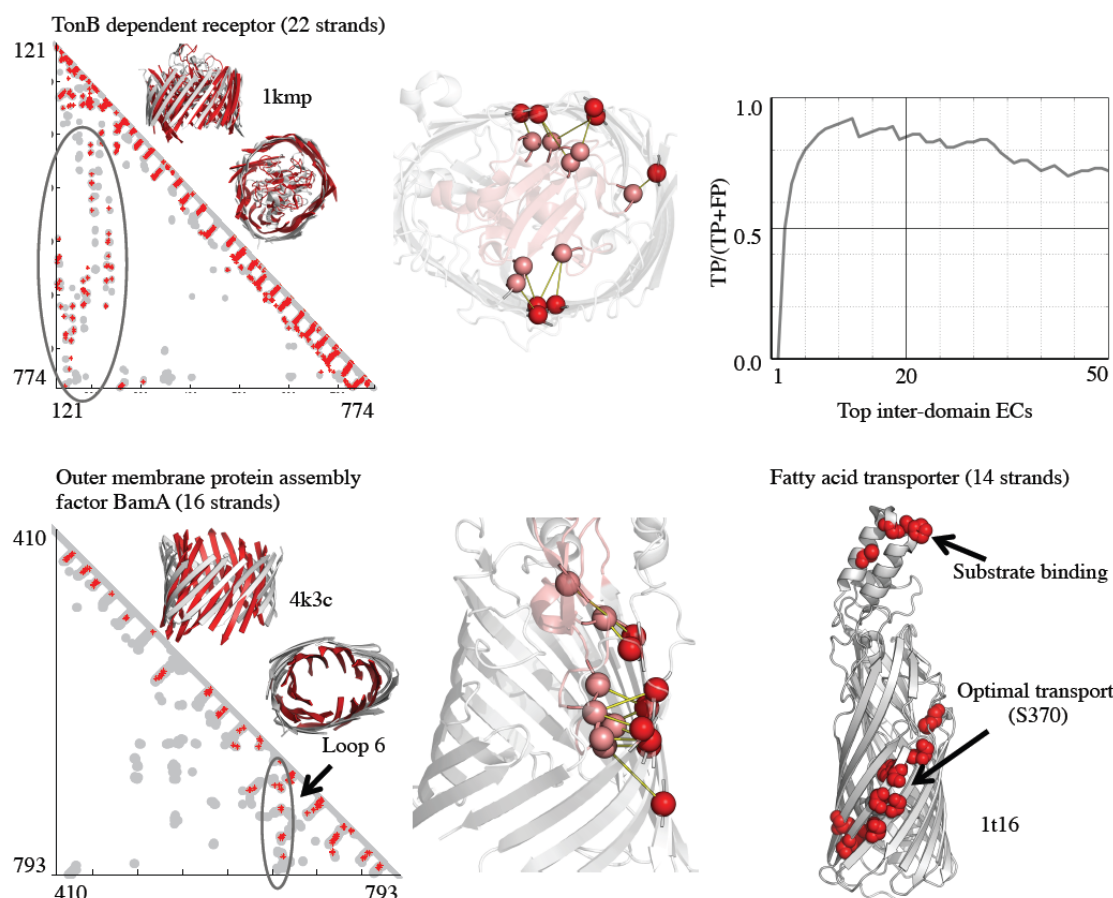 TonB dependent receptor (22 strands)
121
1kmp
774
121
774
1.0
0.5
0.0
TP/(TP+FP)
1
20
50
Top inter-domain ECs
Outer membrane protein assembly
factor BamA (16 strands)
410
4k3c
Loop 6
793
410
793
Fatty acid transporter (14 strands)
Substrate binding
Optimal transport
(S370)
1t16